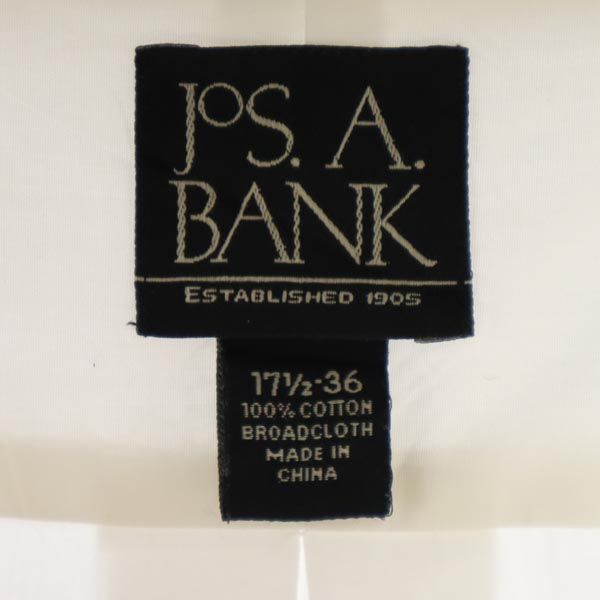 JOS. A.
BANK
ESTABLISHED 1905
17½-36
100% COTTON
BROADCLOTH
MADE IN
CHINA